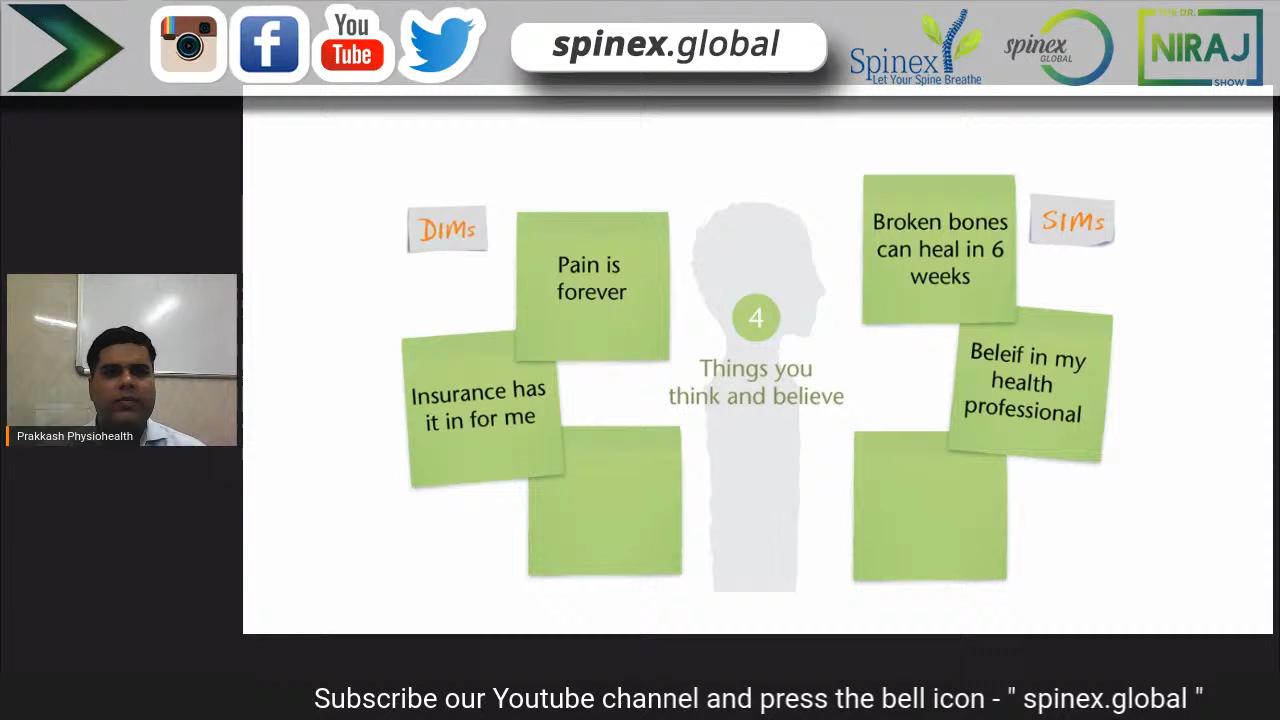 You
Tube
spinex.global
Spinex
Let Your Spine Breathe
spinex
GLOBAL
THE DR.
NIRAJ
SHOW
DIMs
Pain is
forever
Insurance has
it in for me
4
Things you
think and believe
Broken bones
can heal in 6
weeks
SIMs
Beleif in my
health
professional
Prakkash Physiohealth
Subscribe our Youtube channel and press the bell icon - " spinex.global "